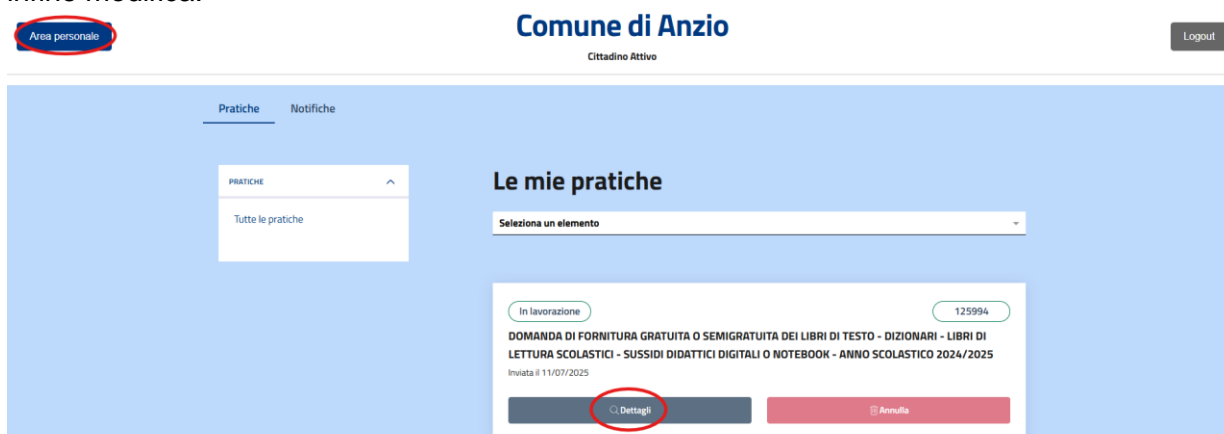 infine modifica.
Area personale
Comune di Anzio
Cittadino Attivo
Logout
Pratiche
Notifiche
PRATICHE
Tutte le pratiche
Le mie pratiche
Seleziona un elemento
In lavorazione
125994
DOMANDA DI FORNITURA GRATUITA O SEMIGRATUITA DEI LIBRI DI TESTO - DIZIONARI - LIBRI DI
LETTURA SCOLASTICI - SUSSIDI DIDATTICI DIGITALI O NOTEBOOK - ANNO SCOLASTICO 2024/2025
Inviata il 11/07/2025
Dettagli
Annulla